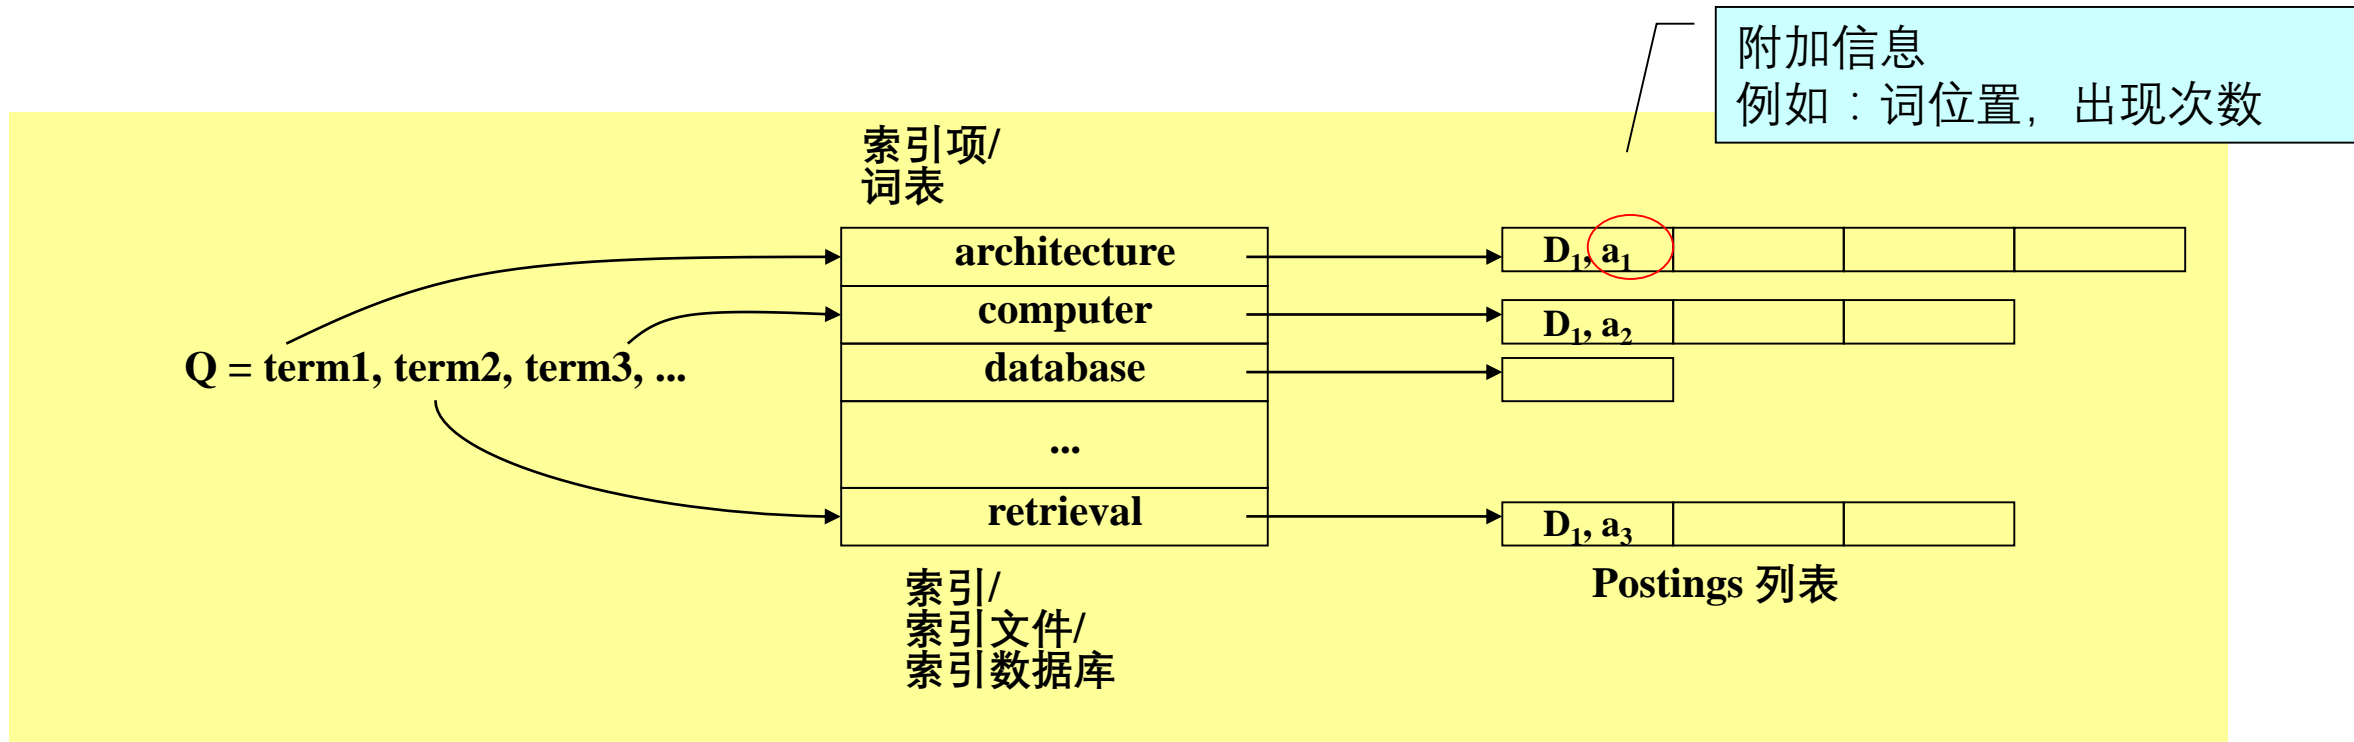 附加信息
例如：词位置，出现次数
索引项/
词表
architecture
D₁, a₁
computer
D₁, a₂
Q = term1, term2, term3, ...
database
...
retrieval
D₁, a₃
索引/
索引文件/
索引数据库
Postings 列表